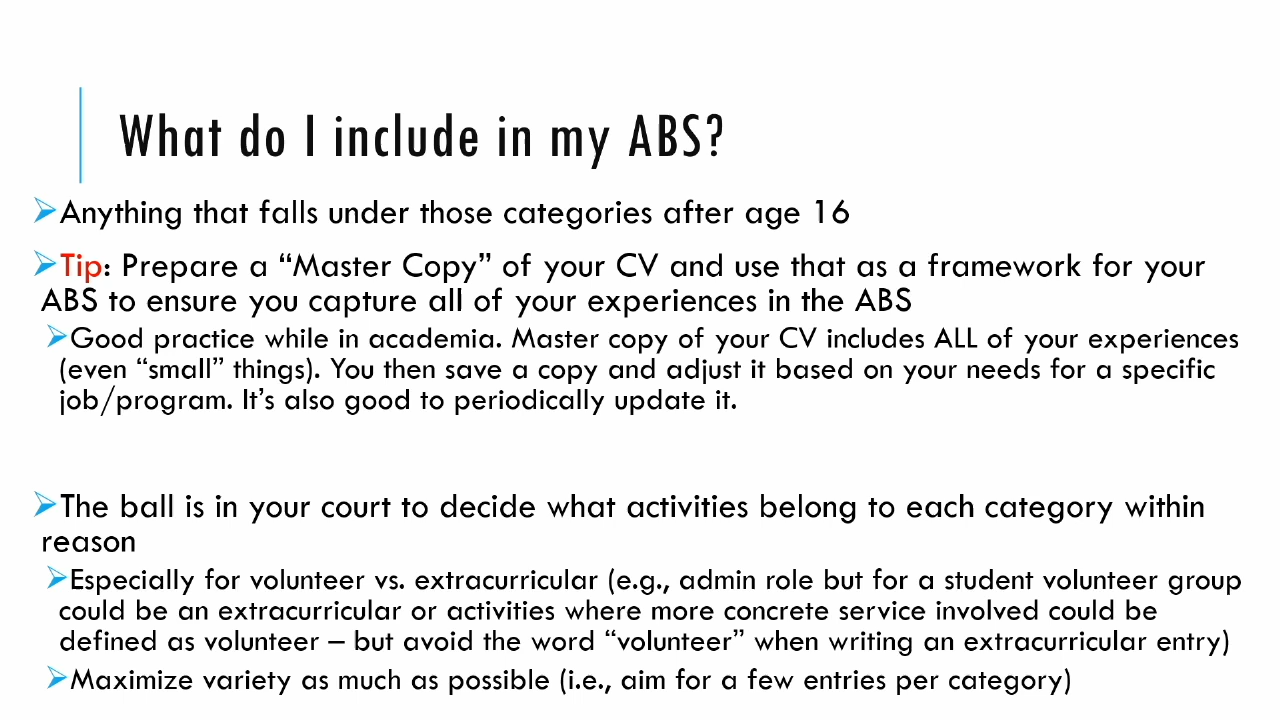 What do I include in my ABS?
Anything that falls under those categories after age 16
Tip: Prepare a “Master Copy” of your CV and use that as a framework for your
ABS to ensure you capture all of your experiences in the ABS
Good practice while in academia. Master copy of your CV includes ALL of your experiences
(even “small” things). You then save a copy and adjust it based on your needs for a specific
job/program. It’s also good to periodically update it.
The ball is in your court to decide what activities belong to each category within
reason
Especially for volunteer vs. extracurricular (e.g., admin role but for a student volunteer group
could be an extracurricular or activities where more concrete service involved could be
defined as volunteer – but avoid the word “volunteer” when writing an extracurricular entry)
Maximize variety as much as possible (i.e., aim for a few entries per category)